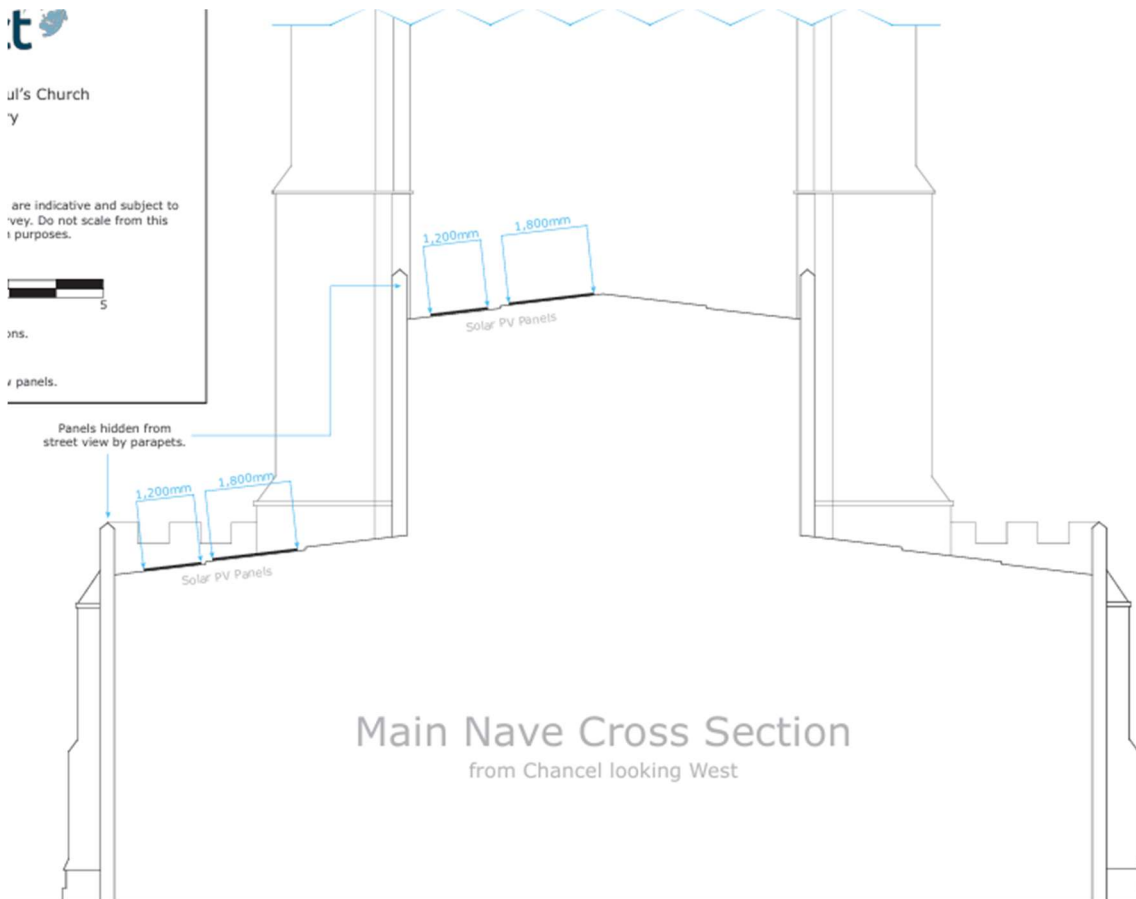 ul's Church
are indicative and subject to
Do not scale from this
purposes.
5
panels.
1,200mm
1,800mm
Solar PV Panels
Panels hidden from
street view by parapets.
1,200mm
1,800mm
Solar PV Panels
Main Nave Cross Section
from Chancel looking West